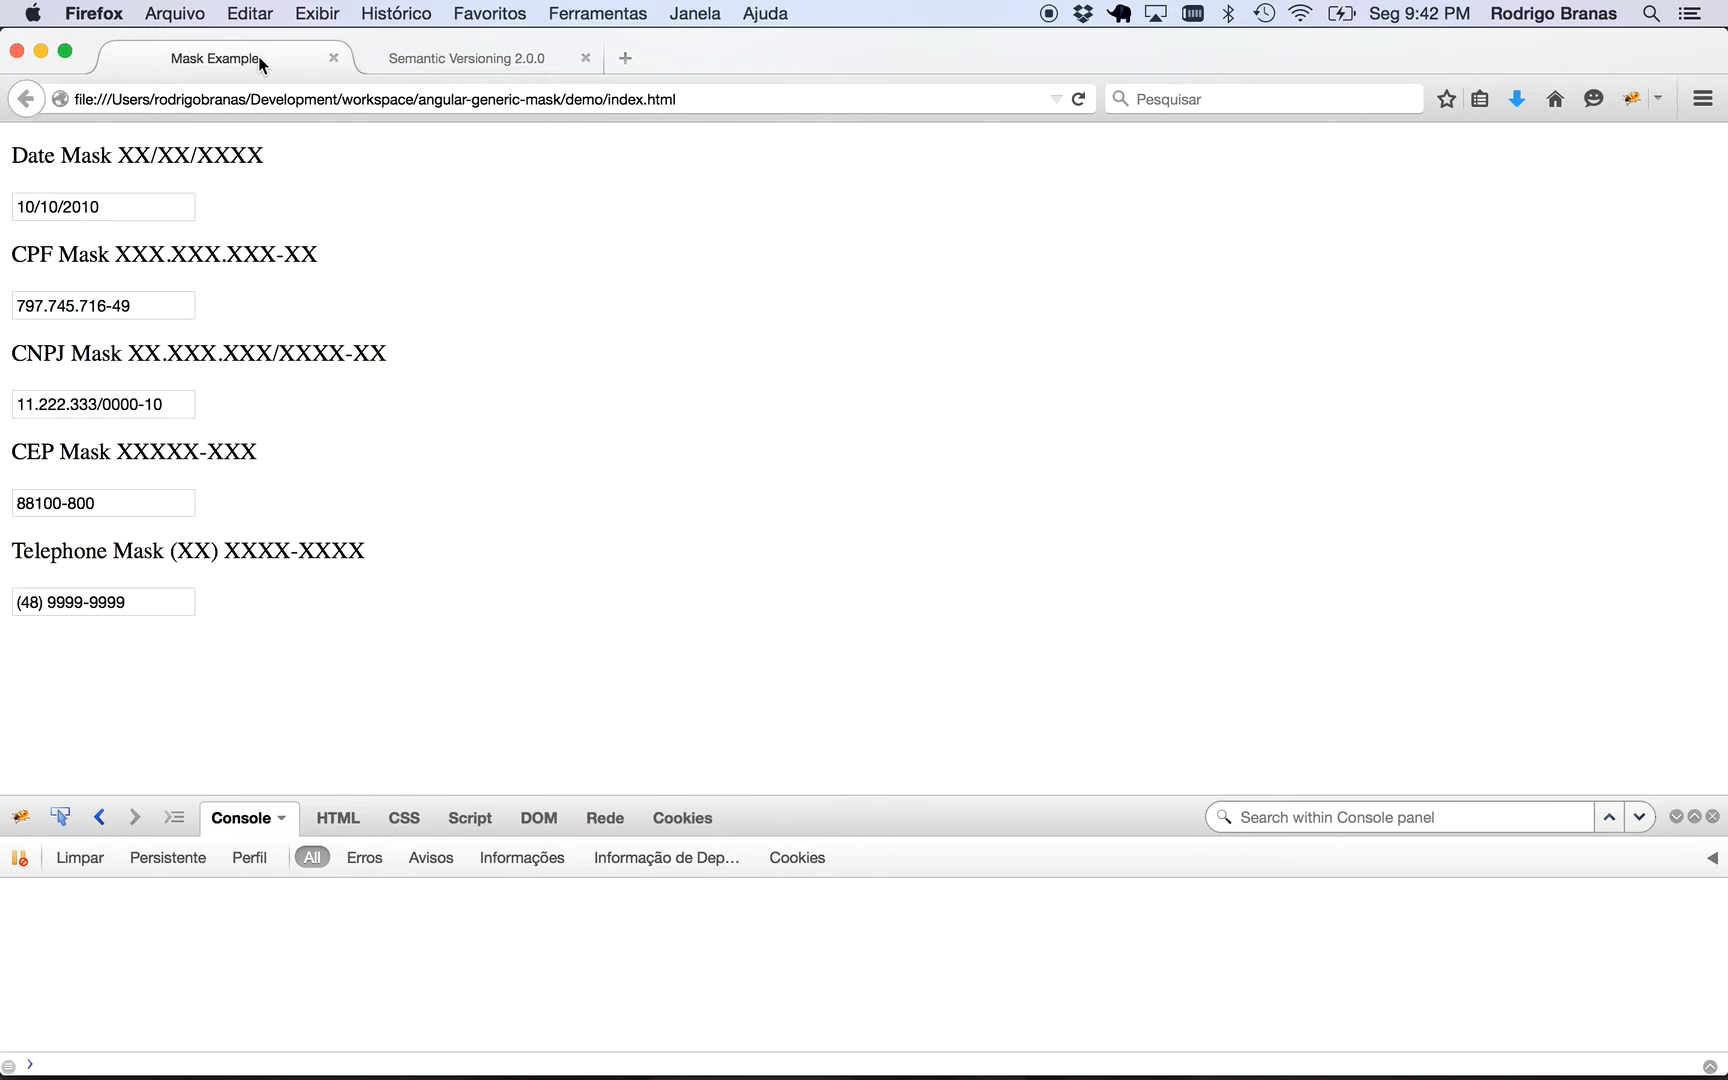 Firefox Arquivo Editar Exibir Histórico Favoritos Ferramentas Janela Ajuda Seg 9:42 PM Rodrigo Branas
Mask Example Semantic Versioning 2.0.0
file:///Users/rodrigobranas/Development/workspace/angular-generic-mask/demo/index.html Pesquisar
Date Mask XX/XX/XXXX
10/10/2010
CPF Mask XXX.XXX.XXX-XX
797.745.716-49
CNPJ Mask XX.XXX.XXX/XXXX-XX
11.222.333/0000-10
CEP Mask XXXXX-XXX
88100-800
Telephone Mask (XX) XXXX-XXXX
(48) 9999-9999
Console HTML CSS Script DOM Rede Cookies Search within Console panel
Limpar Persistente Perfil All Erros Avisos Informações Informação de Dep... Cookies